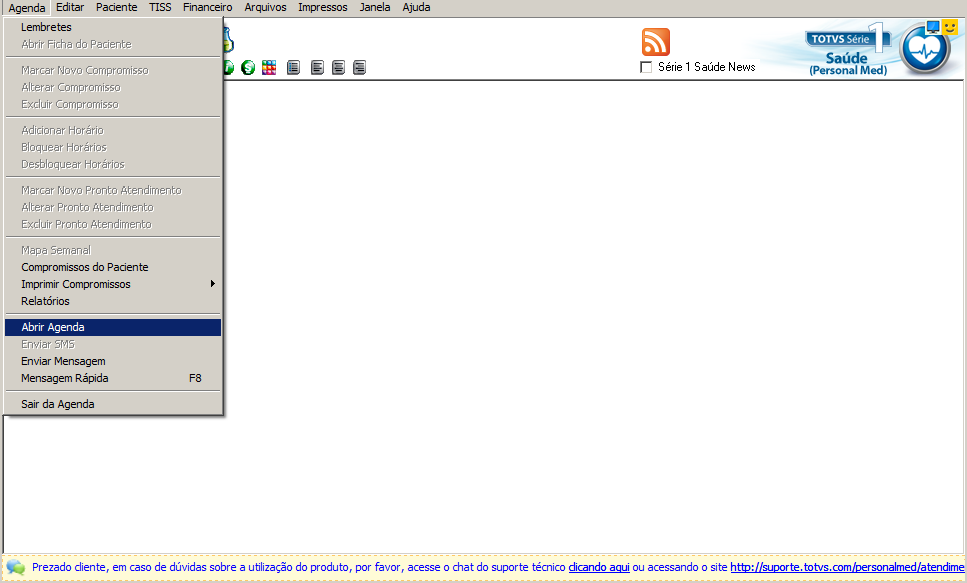 Agenda Editar Paciente TISS Financeiro Arquivos Impressos Janela Ajuda
Lembretes
Abrir Ficha do Paciente
Marcar Novo Compromisso
Alterar Compromisso
Excluir Compromisso
Adicionar Horário
Bloquear Horários
Desbloquear Horários
Marcar Novo Pronto Atendimento
Alterar Pronto Atendimento
Excluir Pronto Atendimento
Mapa Semanal
Compromissos do Paciente
Imprimir Compromissos
Relatórios
Abrir Agenda
Enviar SMS
Enviar Mensagem
Mensagem Rápida F8
Sair da Agenda
Série 1 Saúde News
TOTVS Série 1
Saúde
(Personal Med)
Prezado cliente, em caso de dúvidas sobre a utilização do produto, por favor, acesse o chat do suporte técnico clicando aqui ou acessando o site http://suporte.totvs.com/personalmed/atendime